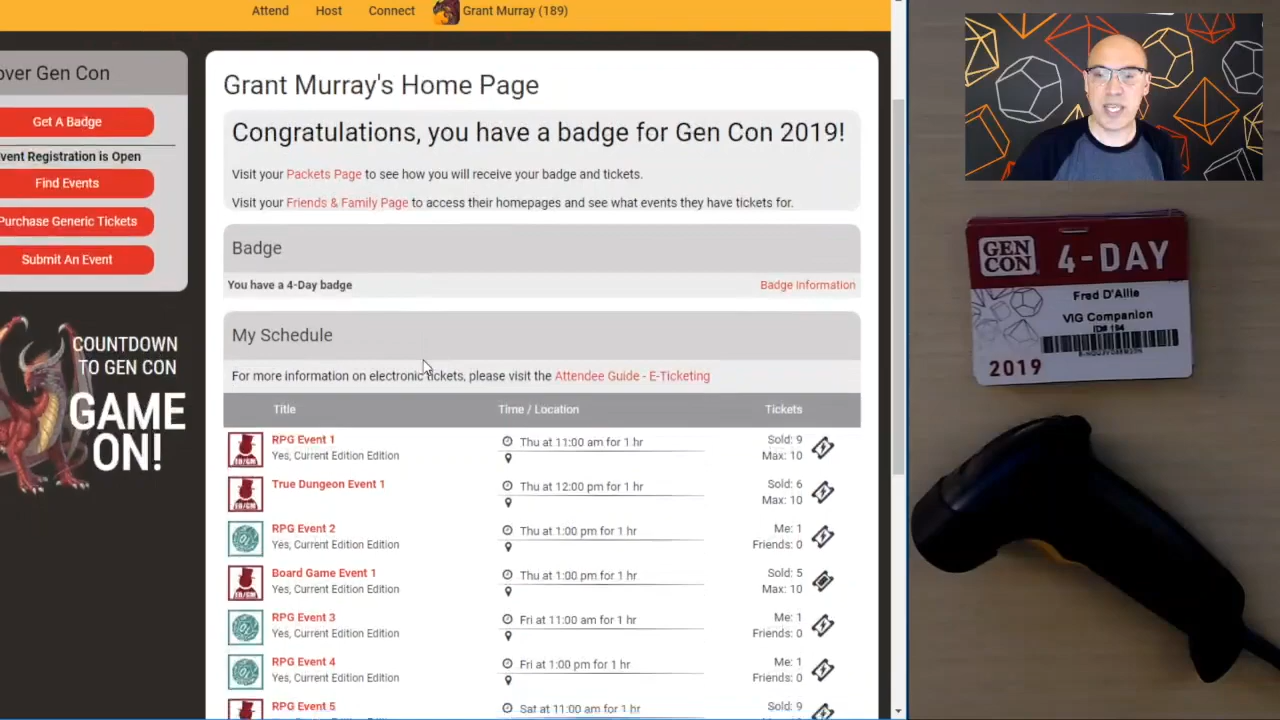 Attend Host Connect Grant Murray (189)
over Gen Con
Get A Badge
vent Registration is Open
Find Events
Purchase Generic Tickets
Submit An Event
COUNTDOWN
TO GEN CON
GAME
ON!
Grant Murray's Home Page
Congratulations, you have a badge for Gen Con 2019!
Visit your Packets Page to see how you will receive your badge and tickets.
Visit your Friends & Family Page to access their homepages and see what events they have tickets for.
Badge
You have a 4-Day badge Badge Information
My Schedule
For more information on electronic tickets, please visit the Attendee Guide - E-Ticketing
Title Time / Location Tickets
RPG Event 1 Thu at 11:00 am for 1 hr Sold: 9
Yes, Current Edition Edition Max: 10
EO/GM
True Dungeon Event 1 Thu at 12:00 pm for 1 hr Sold: 6
Max: 10
EO/GM
RPG Event 2 Thu at 1:00 pm for 1 hr Me: 1
Yes, Current Edition Edition Friends: 0
Board Game Event 1 Thu at 1:00 pm for 1 hr Sold: 5
Yes, Current Edition Edition Max: 10
EO/GM
RPG Event 3 Fri at 11:00 am for 1 hr Me: 1
Yes, Current Edition Edition Friends: 0
RPG Event 4 Fri at 1:00 pm for 1 hr Me: 1
Yes, Current Edition Edition Friends: 0
RPG Event 5 Sat at 11:00 am for 1 hr Sold: 9
GEN
CON 4-DAY
Fred D'Aille
VIG Companion
ID# 194
2019